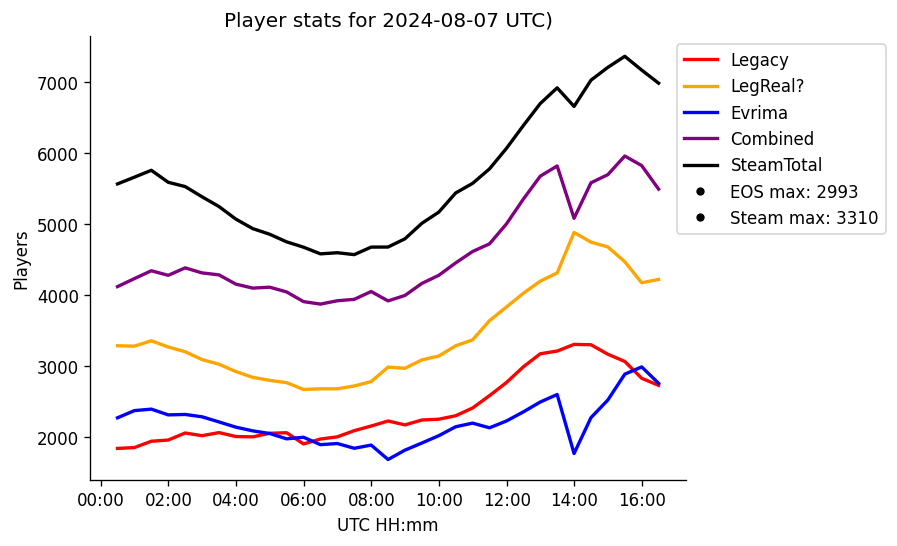 Player stats for 2024-08-07 UTC)
Legacy
LegReal?
Evrima
Combined
SteamTotal
EOS max: 2993
Steam max: 3310
Players
7000
6000
5000
4000
3000
2000
00:00 02:00 04:00 06:00 08:00 10:00 12:00 14:00 16:00
UTC HH:mm